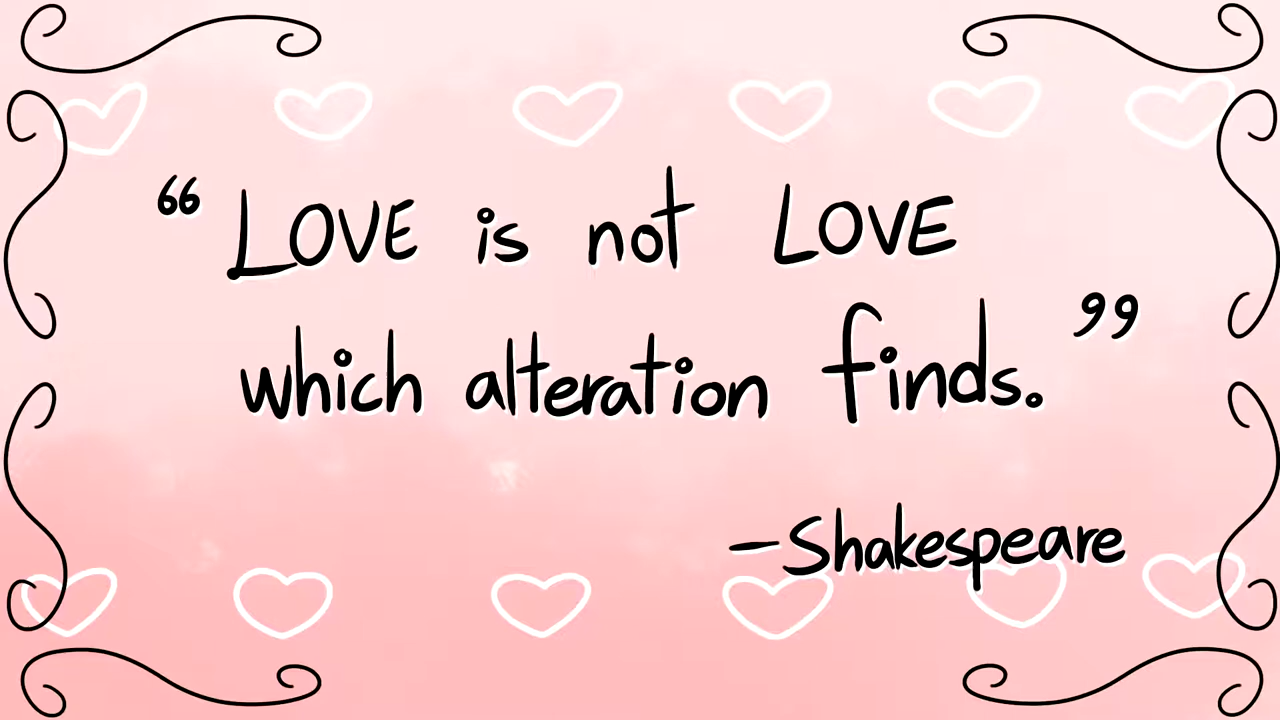 “LOVE is not LOVE
which alteration finds.”
–Shakespeare